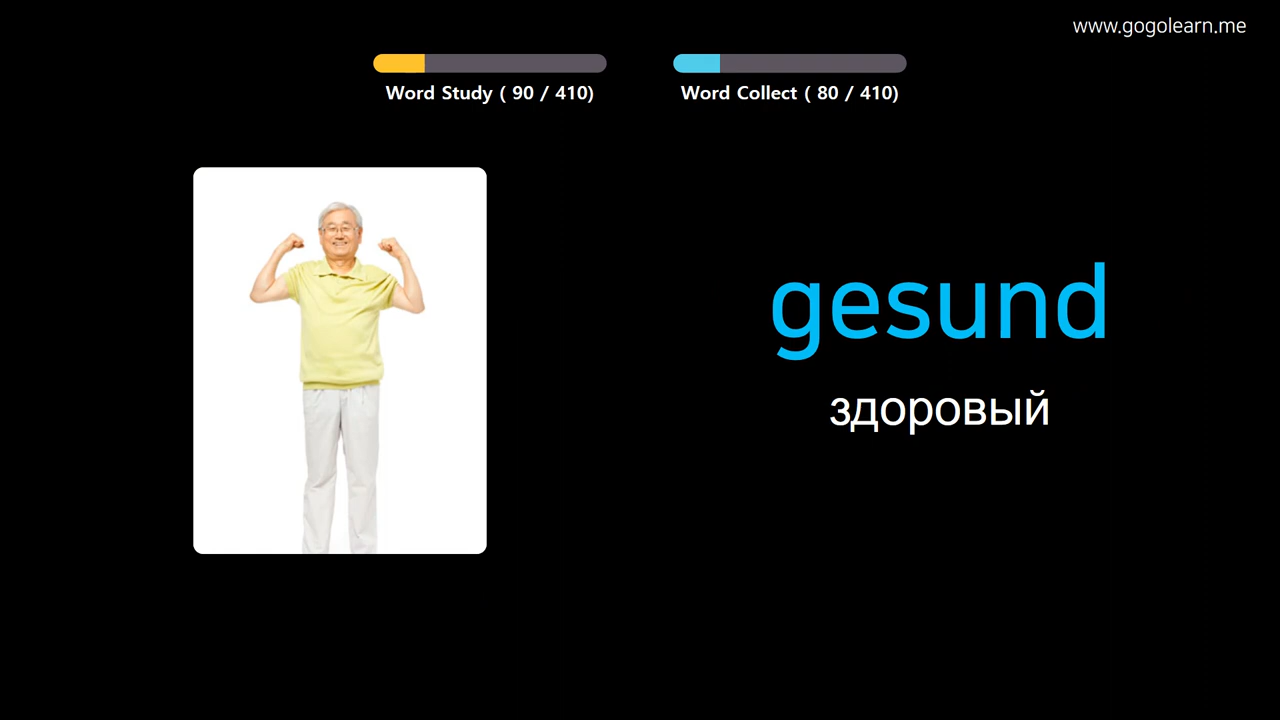 www.gogolearn.me
Word Study ( 90 / 410)
Word Collect ( 80 / 410)
gesund
здоровый